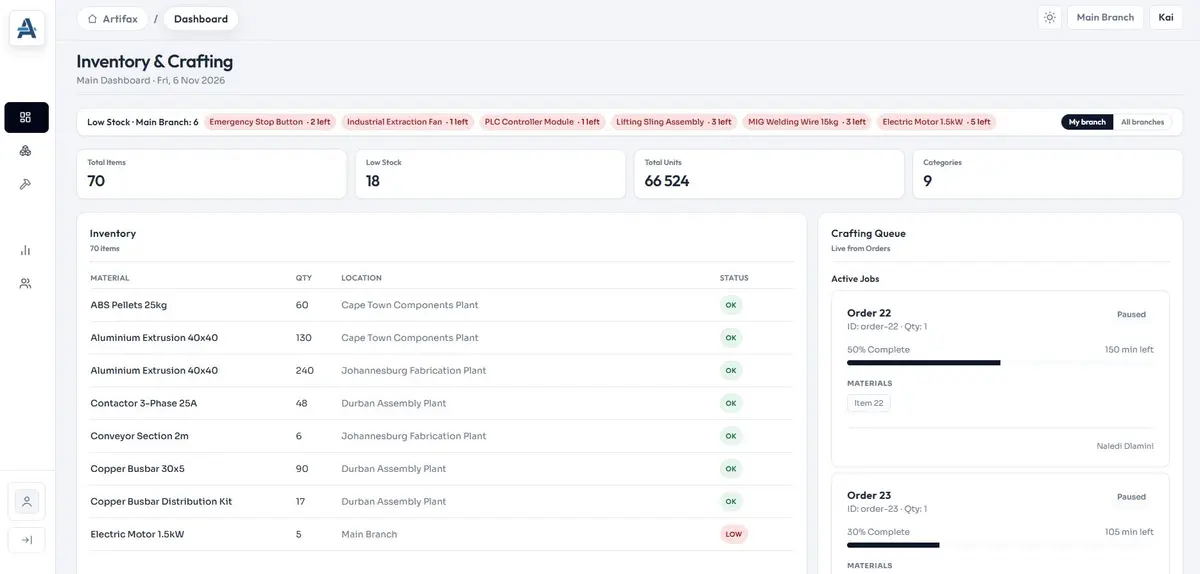 Artifax / Dashboard
Main Branch
Kai
Inventory & Crafting
Main Dashboard · Fri, 6 Nov 2026
Low Stock · Main Branch: 6 Emergency Stop Button · 2 left Industrial Extraction Fan · 1 left PLC Controller Module · 1 left Lifting Sling Assembly · 3 left MIG Welding Wire 15kg · 3 left Electric Motor 1.5kW · 5 left My branch All branches
Total Items
70
Low Stock
18
Total Units
66 524
Categories
9
Inventory
70 items
MATERIAL QTY LOCATION STATUS
ABS Pellets 25kg 60 Cape Town Components Plant OK
Aluminium Extrusion 40x40 130 Cape Town Components Plant OK
Aluminium Extrusion 40x40 240 Johannesburg Fabrication Plant OK
Contactor 3-Phase 25A 48 Durban Assembly Plant OK
Conveyor Section 2m 6 Johannesburg Fabrication Plant OK
Copper Busbar 30x5 90 Durban Assembly Plant OK
Copper Busbar Distribution Kit 17 Durban Assembly Plant OK
Electric Motor 1.5kW 5 Main Branch LOW
Crafting Queue
Live from Orders
Active Jobs
Order 22 Paused
ID: order-22 · Qty: 1
50% Complete 150 min left
MATERIALS
Item 22
Naledi Dlamini
Order 23 Paused
ID: order-23 · Qty: 1
30% Complete 105 min left
MATERIALS